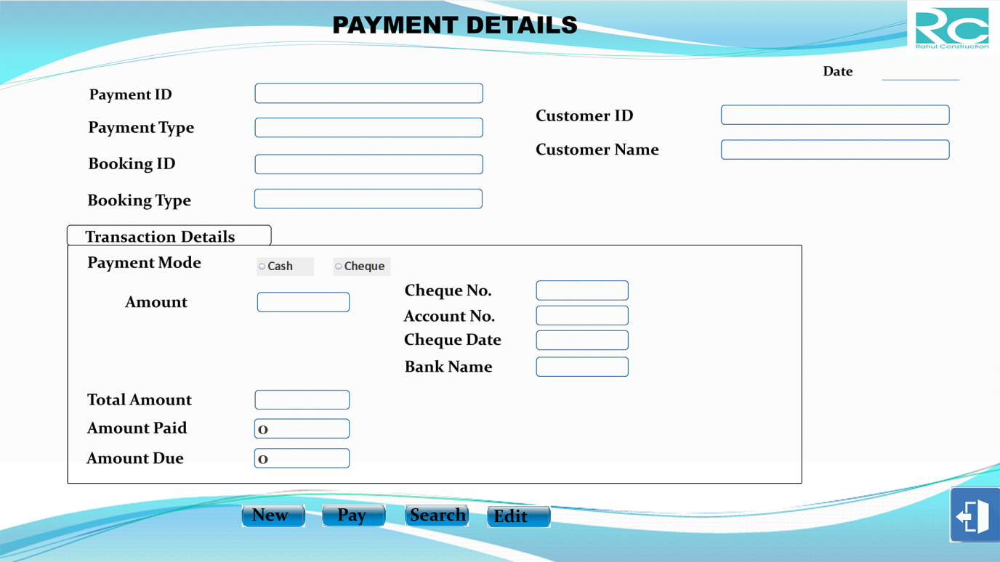 PAYMENT DETAILS
RC
Rahul Construction
Date
Payment ID
Customer ID
Payment Type
Customer Name
Booking ID
Booking Type
Transaction Details
Payment Mode
Cash
Cheque
Cheque No.
Amount
Account No.
Cheque Date
Bank Name
Total Amount
Amount Paid 0
Amount Due 0
New Pay Search Edit